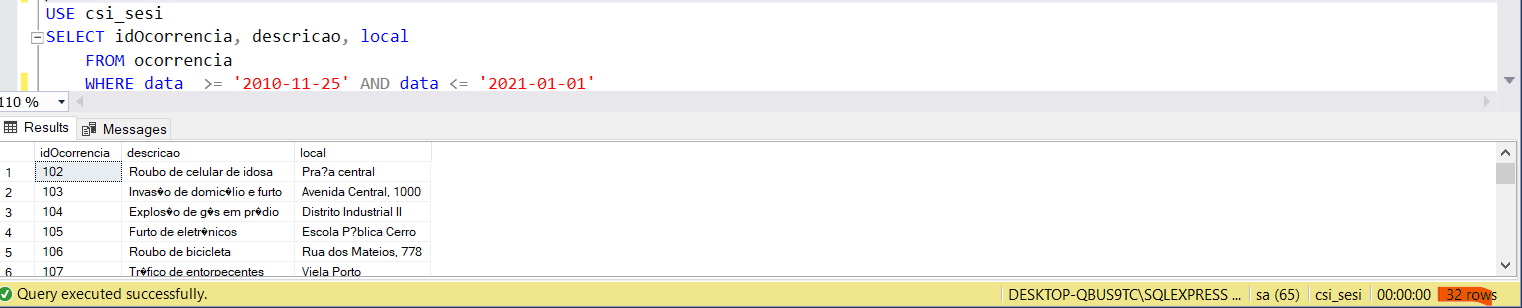 USE csi_sesi
SELECT idOcorrencia, descricao, local
FROM ocorrencia
WHERE data >= '2010-11-25' AND data <= '2021-01-01'
110 %
Results Messages
idOcorrencia descricao local
1 102 Roubo de celular de idosa Pra?a central
2 103 Invas�o de domic�lio e furto Avenida Central, 1000
3 104 Explos�o de g�s em pr�dio Distrito Industrial II
4 105 Furto de eletr�nicos Escola P?blica Cerro
5 106 Roubo de bicicleta Rua dos Mateios, 778
6 107 Tr�fico de entorpecentes Viela Porto
Query executed successfully. DESKTOP-QBUS9TC\SQLEXPRESS ... sa (65) csi_sesi 00:00:00 32 rows